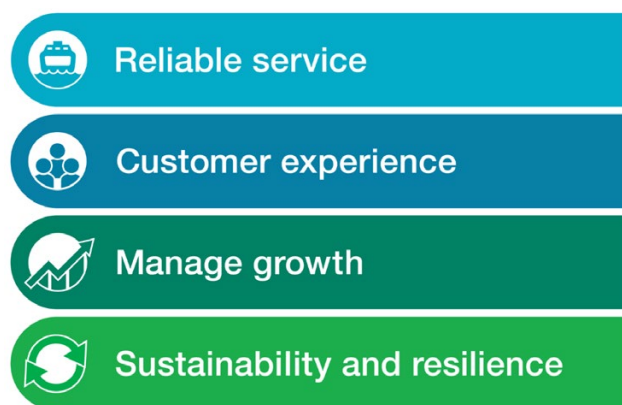 Reliable service
Customer experience
Manage growth
Sustainability and resilience